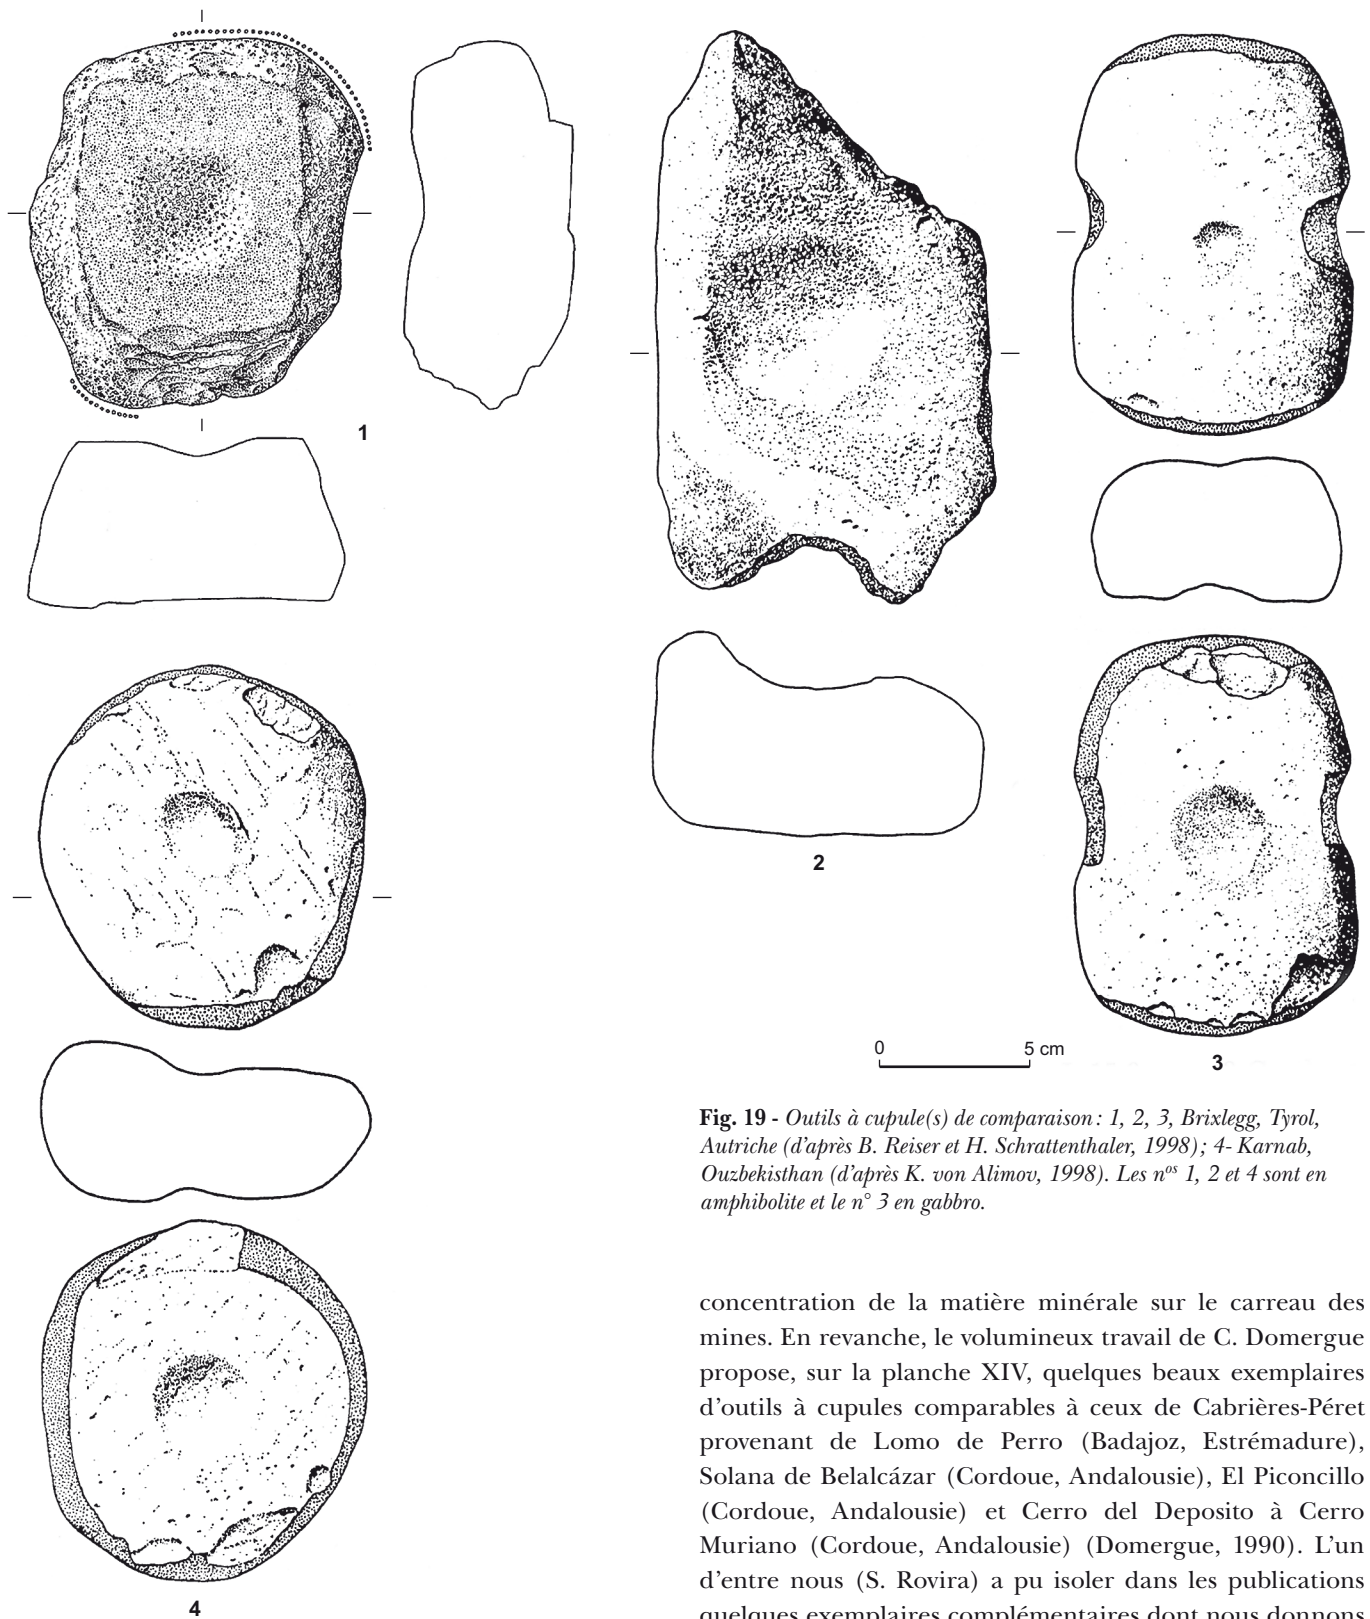 1
2
0 5 cm
3
4
Fig. 19 - Outils à cupule(s) de comparaison : 1, 2, 3, Brixlegg, Tyrol,
Autriche (d'après B. Reiser et H. Schrattenthaler, 1998) ; 4- Karnab,
Ouzbekisthan (d'après K. von Alimov, 1998). Les nos 1, 2 et 4 sont en
amphibolite et le n° 3 en gabbro.
concentration de la matière minérale sur le carreau des
mines. En revanche, le volumineux travail de C. Domergue
propose, sur la planche XIV, quelques beaux exemplaires
d'outils à cupules comparables à ceux de Cabrières-Péret
provenant de Lomo de Perro (Badajoz, Estrémadure),
Solana de Belalcázar (Cordoue, Andalousie), El Piconcillo
(Cordoue, Andalousie) et Cerro del Deposito à Cerro
Muriano (Cordoue, Andalousie) (Domergue, 1990). L'un
d'entre nous (S. Rovira) a pu isoler dans les publications
quelques exemplaires complémentaires dont nous donnons